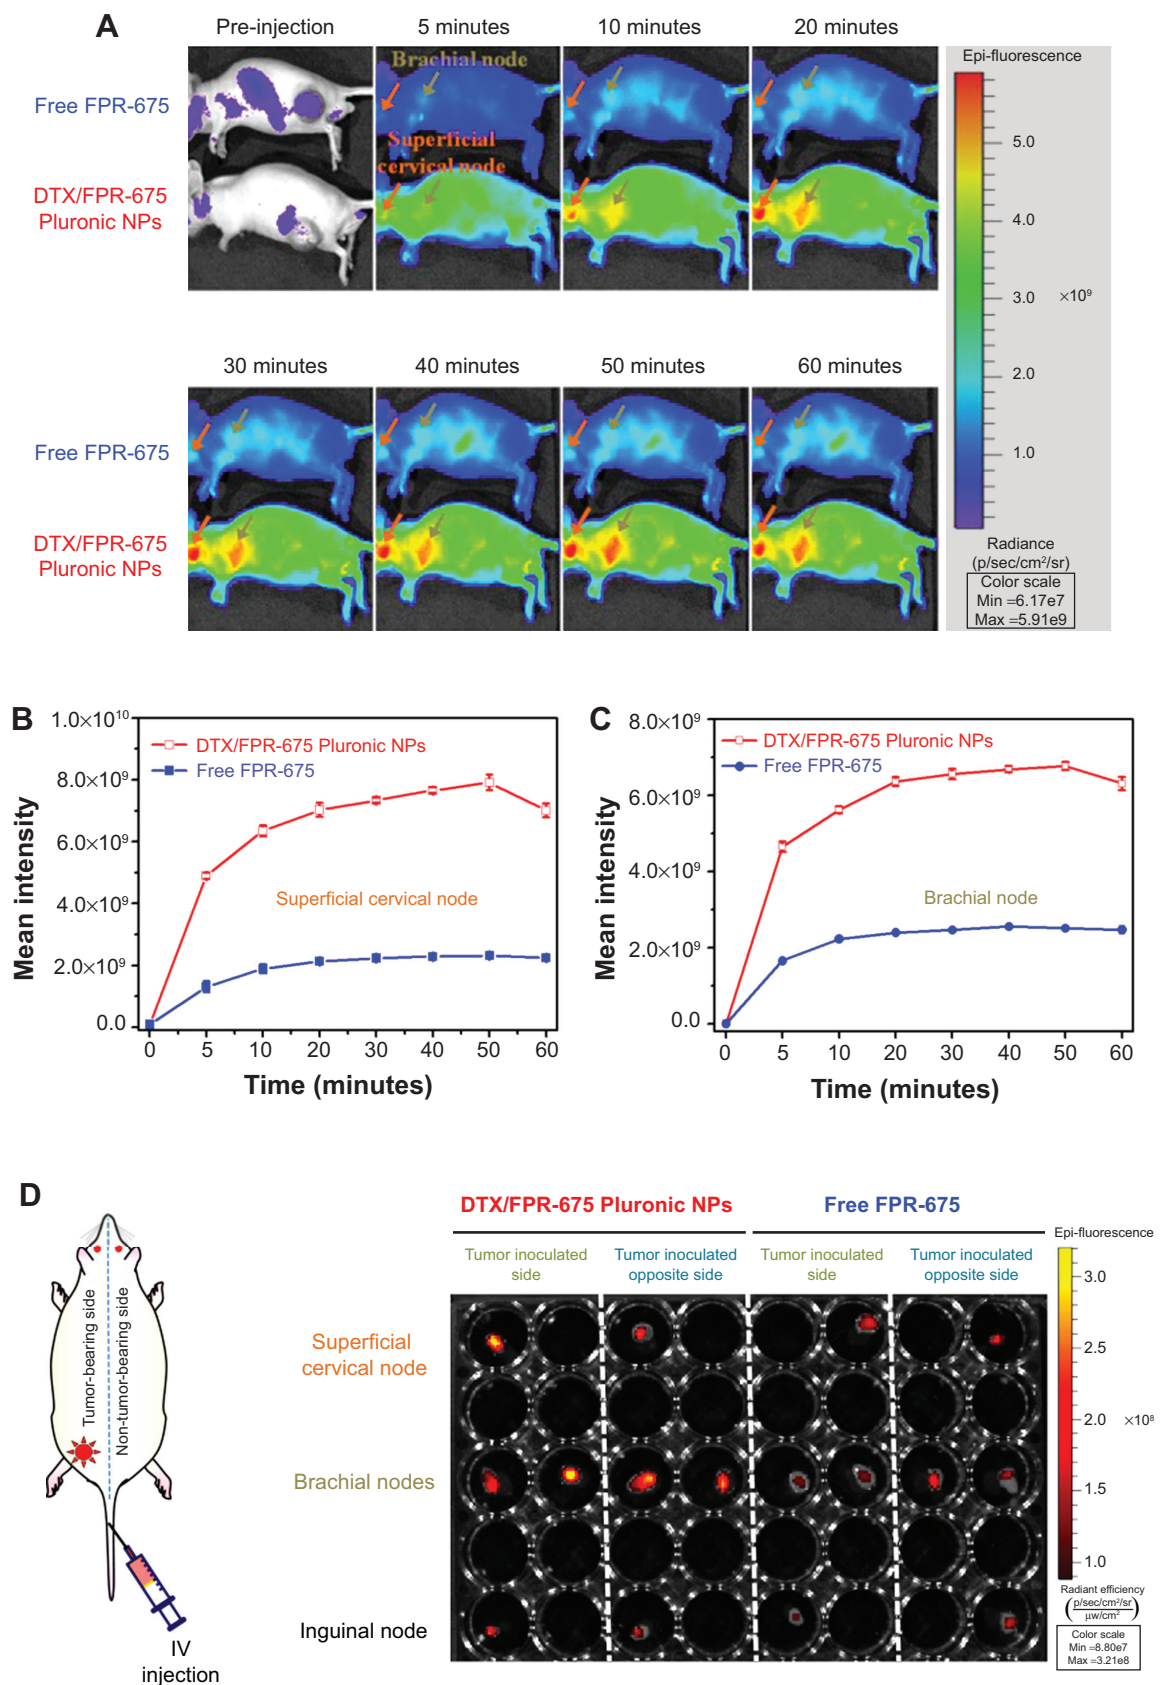 A
Pre-injection
5 minutes
10 minutes
20 minutes
Free FPR-675
DTX/FPR-675
Pluronic NPs
Brachial node
Superficial
cervical node
Epi-fluorescence
5.0
4.0
3.0
×10⁹
2.0
1.0
Radiance
(p/sec/cm²/sr)
Color scale
Min =6.17e7
Max =5.91e9
30 minutes
40 minutes
50 minutes
60 minutes
Free FPR-675
DTX/FPR-675
Pluronic NPs
B
1.0×10¹⁰
8.0×10⁹
6.0×10⁹
4.0×10⁹
2.0×10⁹
0.0
Mean intensity
DTX/FPR-675 Pluronic NPs
Free FPR-675
Superficial cervical node
0 5 10 20 30 40 50 60
Time (minutes)
C
8.0×10⁹
6.0×10⁹
4.0×10⁹
2.0×10⁹
0.0
Mean intensity
DTX/FPR-675 Pluronic NPs
Free FPR-675
Brachial node
0 5 10 20 30 40 50 60
Time (minutes)
D
Tumor-bearing side
Non-tumor-bearing side
IV
injection
DTX/FPR-675 Pluronic NPs
Free FPR-675
Tumor inoculated
side
Tumor inoculated
opposite side
Tumor inoculated
side
Tumor inoculated
opposite side
Superficial
cervical node
Brachial nodes
Inguinal node
Epi-fluorescence
3.0
2.5
2.0
×10⁸
1.5
1.0
Radiant efficiency
(p/sec/cm²/sr
μw/cm²)
Color scale
Min =8.80e7
Max =3.21e8